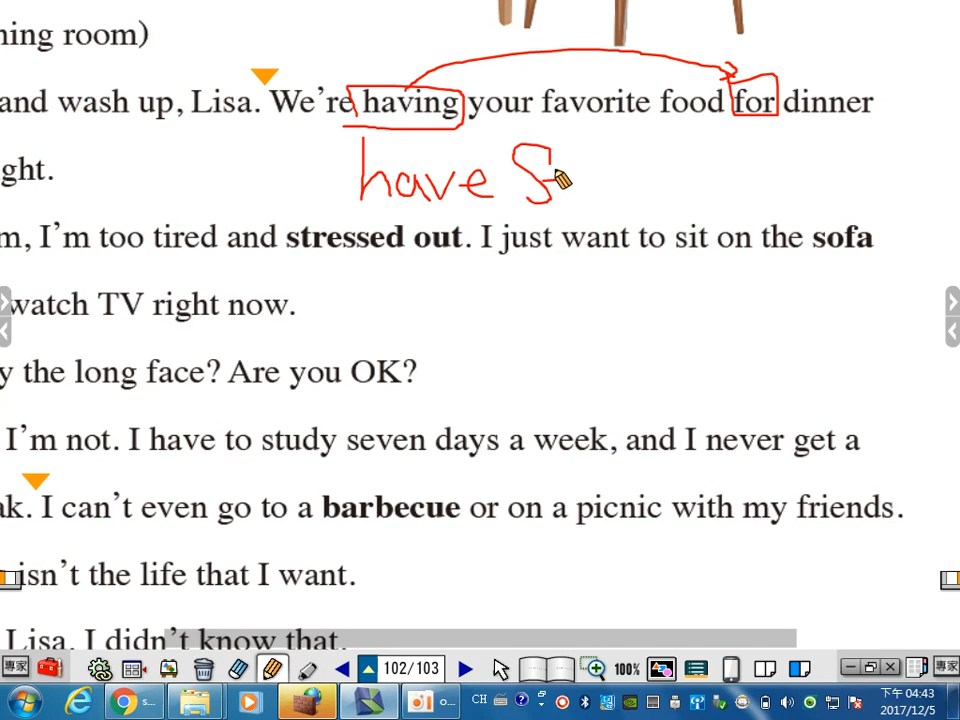 ning room)
and wash up, Lisa. We're having your favorite food for dinner
have S
ght.
m, I'm too tired and stressed out. I just want to sit on the sofa
watch TV right now.
y the long face? Are you OK?
I'm not. I have to study seven days a week, and I never get a
ak. I can't even go to a barbecue or on a picnic with my friends.
isn't the life that I want.
Lisa. I didn't know that.
專家 102/103 100% 專家
s... o... CH 下午 04:43
2017/12/5